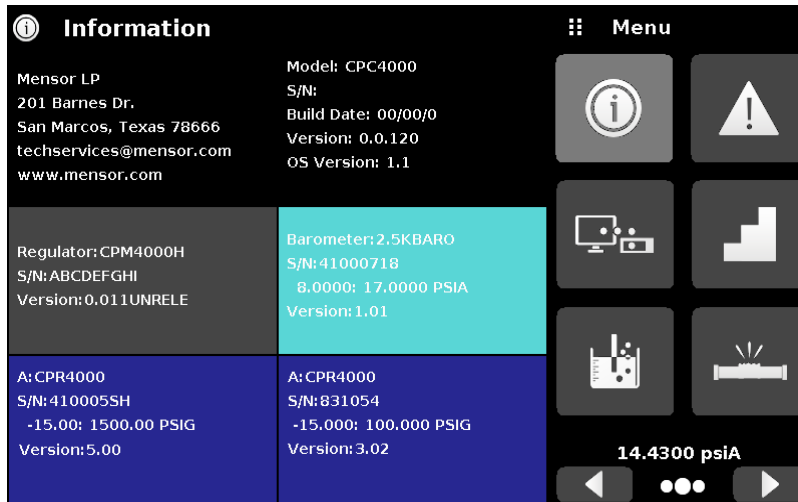 Information
Mensor LP
201 Barnes Dr.
San Marcos, Texas 78666
techservices@mensor.com
www.mensor.com
Model: CPC4000
S/N:
Build Date: 00/00/0
Version: 0.0.120
OS Version: 1.1
Regulator:CPM4000H
S/N:ABCDEFGHI
Version:0.011UNRELE
Barometer:2.5KBARO
S/N:41000718
8.0000: 17.0000 PSIA
Version:1.01
A:CPR4000
S/N:410005SH
-15.00: 1500.00 PSIG
Version:5.00
A:CPR4000
S/N:831054
-15.000: 100.000 PSIG
Version:3.02
Menu
14.4300 psiA